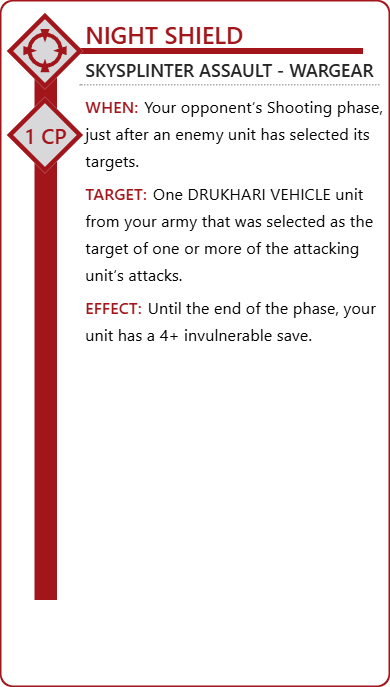 NIGHT SHIELD
SKYSPLINTER ASSAULT - WARGEAR
WHEN: Your opponent's Shooting phase,
1 CP
just after an enemy unit has selected its
targets.
TARGET: One DRUKHARI VEHICLE unit
from your army that was selected as the
target of one or more of the attacking
unit's attacks.
EFFECT: Until the end of the phase, your
unit has a 4+ invulnerable save.